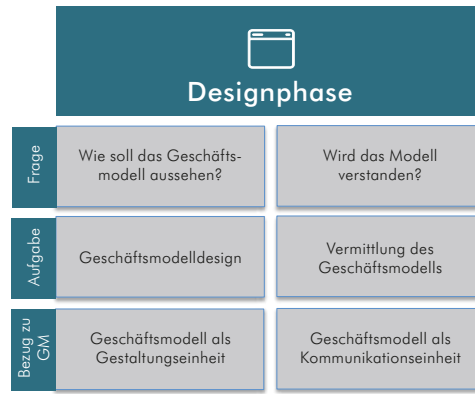 Designphase
Frage
Wie soll das Geschäfts-
modell aussehen?
Wird das Modell
verstanden?
Aufgabe
Geschäftsmodelldesign
Vermittlung des
Geschäftsmodells
Bezug zu
GM
Geschäftsmodell als
Gestaltungseinheit
Geschäftsmodell als
Kommunikationseinheit